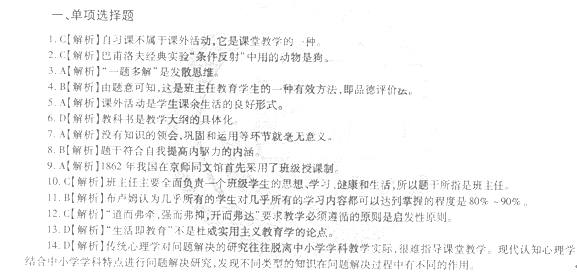 一、单项选择题
1. C【解析】自习课不属于课外活动,它是课堂教学的一种。
2. C【解析】巴甫洛夫经典实验“条件反射”中用的动物是狗。
3. A【解析】“一题多解”是发散思维。
4. B【解析】由题意可知,这是班主任教育学生的一种有效方法,即品德评价法。
5. A【解析】课外活动是学生课余生活的良好形式。
6. D【解析】教科书是教学大纲的具体化。
7. A【解析】没有知识的领会,巩固和运用等环节就毫无意义。
8. B【解析】题干符合自我提高内驱力的内涵。
9. A【解析】1862年我国在京师同文馆首先采用了班级授课制。
10. C【解析】班主任主要全面负责一个班级学生的思想、学习、健康和生活,所以题干所指是班主任。
11. B【解析】布卢姆认为几乎所有的学生对几乎所有的学习内容都可以达到掌握的程度是80%~90%。
12. C【解析】“道而弗牵,强而弗抑,开而弗达”要求教学必须遵循的原则是启发性原则。
13. D【解析】“生活即教育”不是杜威实用主义教育学的论点。
14. D【解析】传统心理学对问题解决的研究往往脱离中小学学科教学实际,很难指导课堂教学。现代认知心理学
结合中小学学科特点进行问题解决研究,发现不同类型的知识在问题解决过程中有不同的作用。